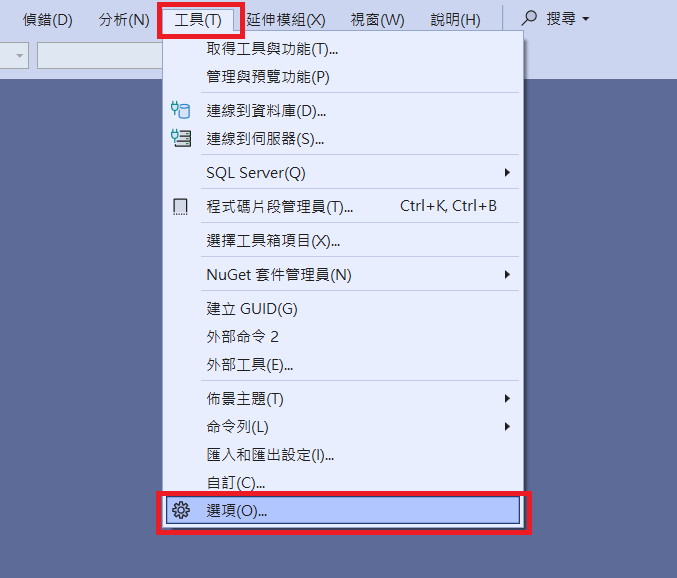 偵錯(D) 分析(N) 工具(T) 延伸模組(X) 視窗(W) 說明(H) 搜尋
取得工具與功能(T)...
管理與預覽功能(P)
連線到資料庫(D)...
連線到伺服器(S)...
SQL Server(Q)
程式碼片段管理員(T)... Ctrl+K, Ctrl+B
選擇工具箱項目(X)...
NuGet 套件管理員(N)
建立 GUID(G)
外部命令 2
外部工具(E)...
佈景主題(T)
命令列(L)
匯入和匯出設定(I)...
自訂(C)...
選項(O)...